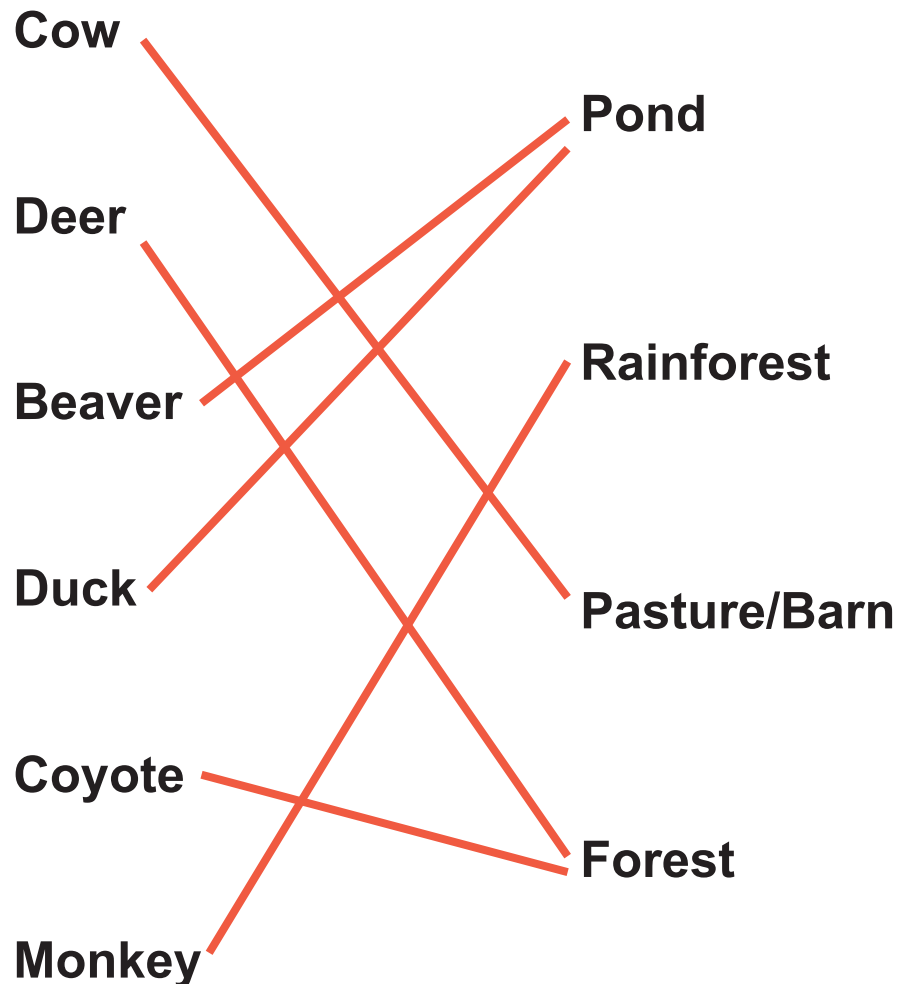 Cow
Deer
Beaver
Duck
Coyote
Monkey
Pond
Rainforest
Pasture/Barn
Forest